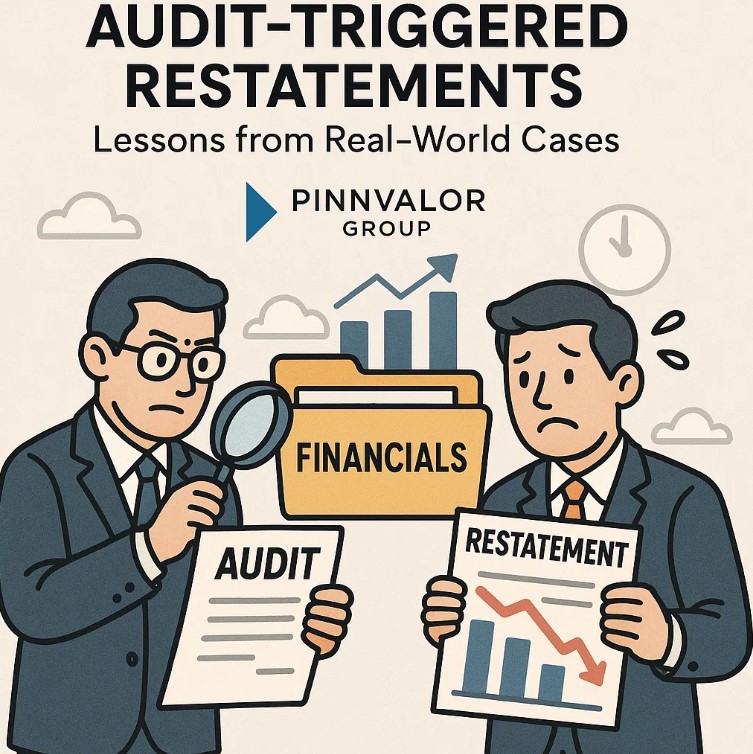 AUDIT-TRIGGERED
RESTATEMENTS
Lessons from Real-World Cases
PINNVALOR
GROUP
FINANCIALS
AUDIT
RESTATEMENT